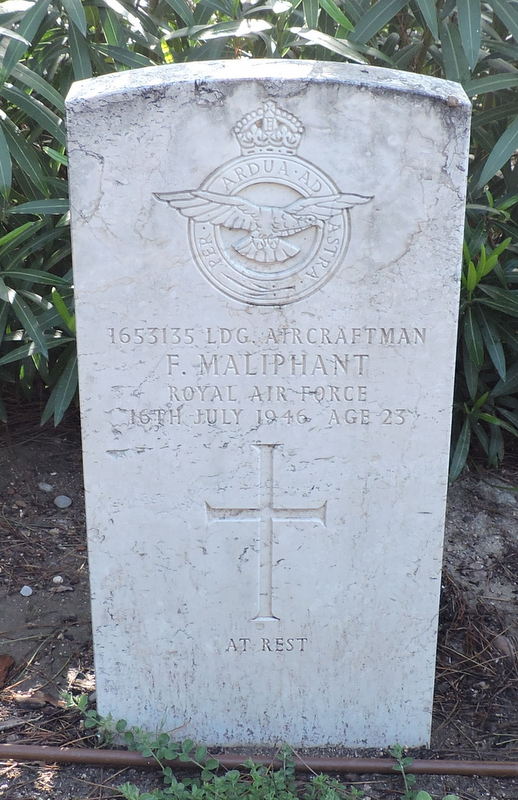 PER · ARDUA · AD ASTRA
1653135 LDG. AIRCRAFTMAN
F. MALIPHANT
ROYAL AIR FORCE
16TH JULY 1946 AGE 23
AT REST